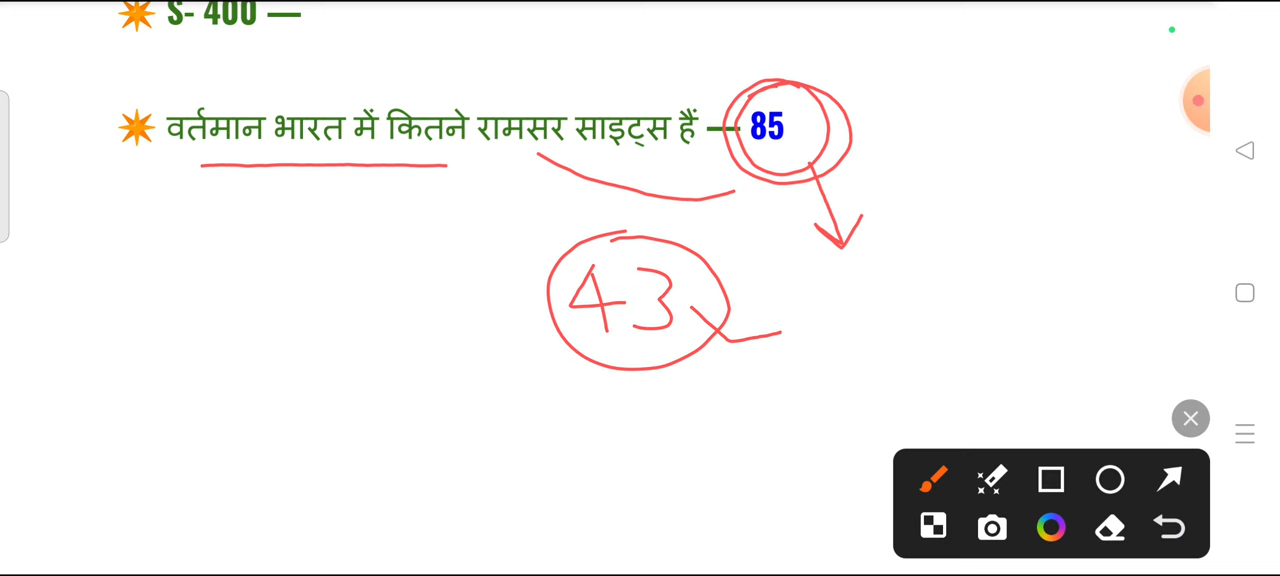 S- 400 —
वर्तमान भारत में कितने रामसर साइट्स हैं — 85
43